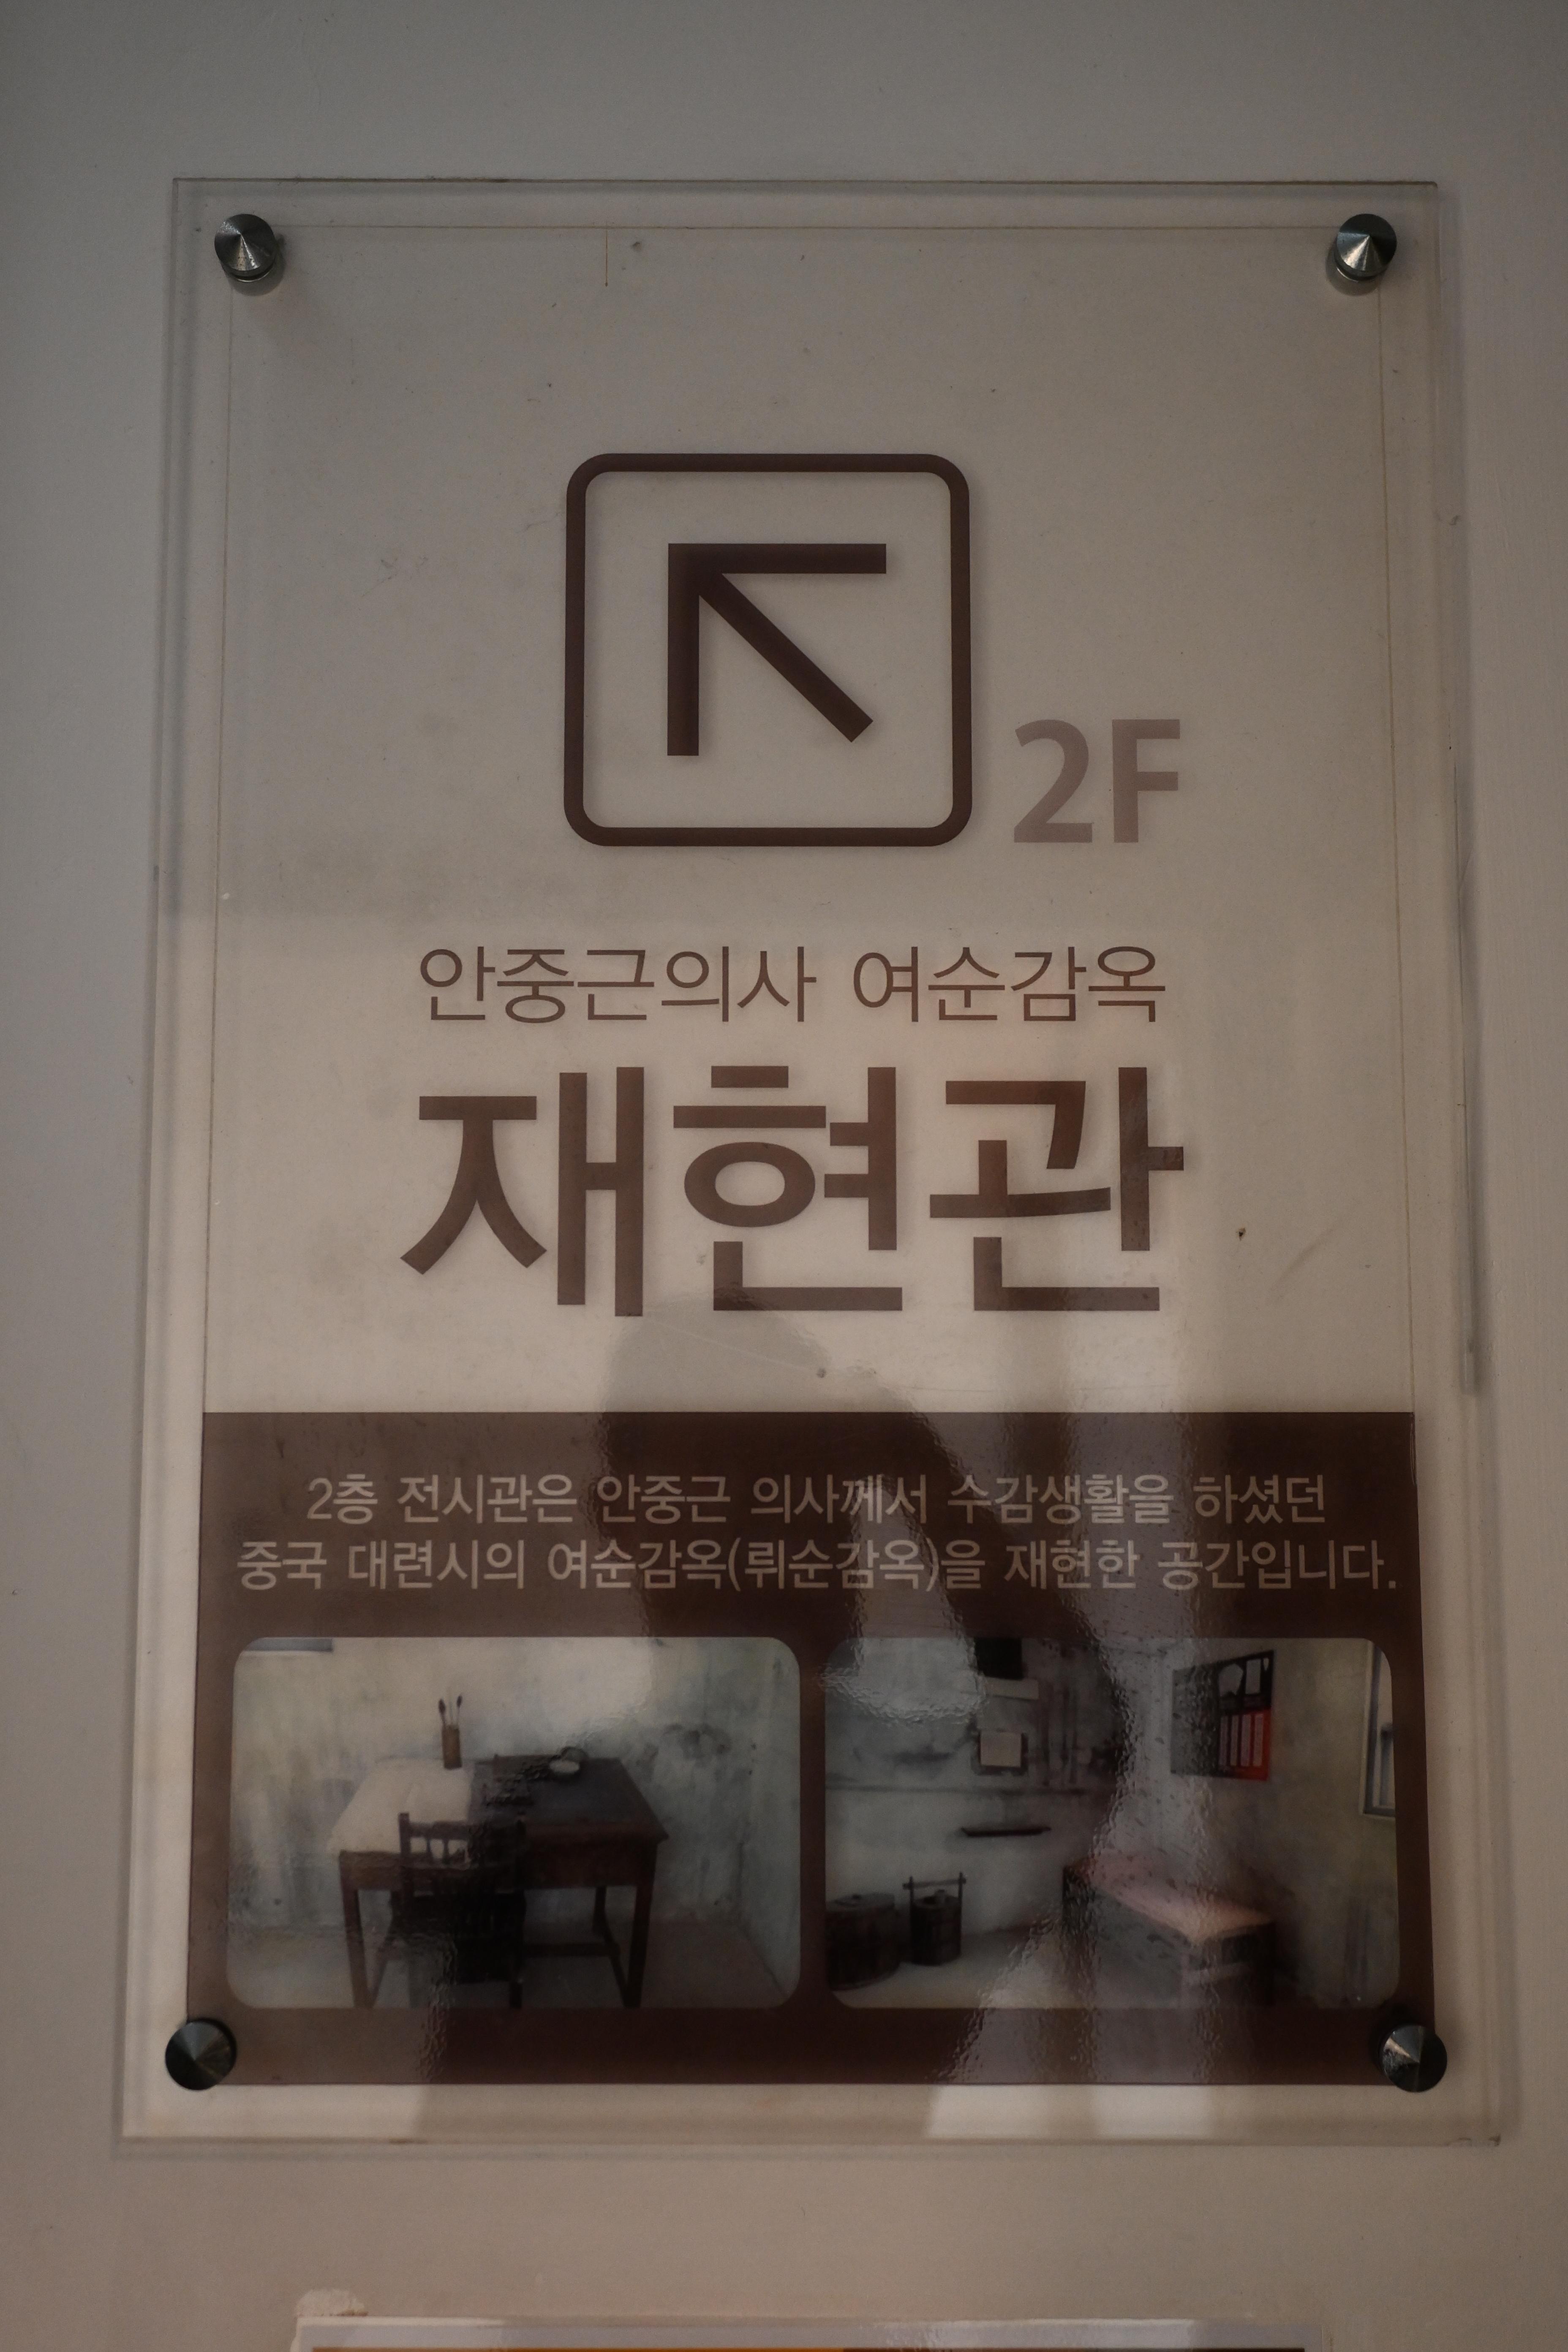 2F
안중근의사 여순감옥
재현관
2층 전시관은 안중근 의사께서 수감생활을 하셨던
중국 대련시의 여순감옥(뤼순감옥)을 재현한 공간입니다.